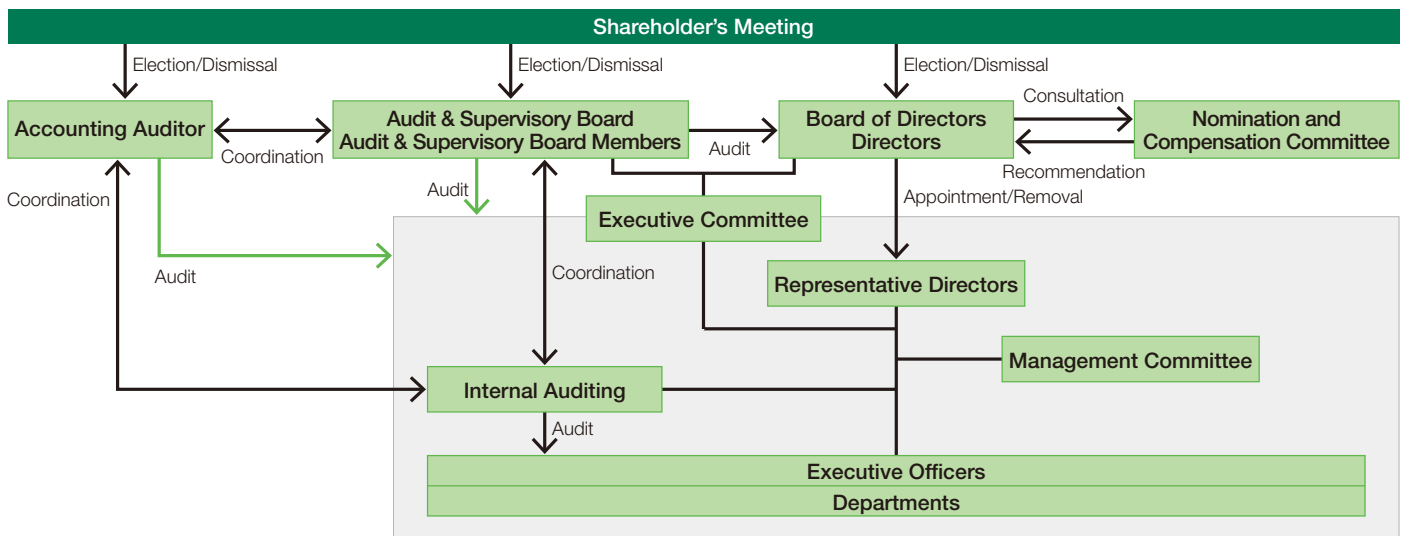 Shareholder's Meeting
Election/Dismissal
Election/Dismissal
Election/Dismissal
Accounting Auditor
Coordination
Audit & Supervisory Board
Audit & Supervisory Board Members
Audit
Board of Directors
Directors
Consultation
Recommendation
Nomination and
Compensation Committee
Coordination
Audit
Audit
Executive Committee
Appointment/Removal
Coordination
Representative Directors
Management Committee
Internal Auditing
Audit
Executive Officers
Departments